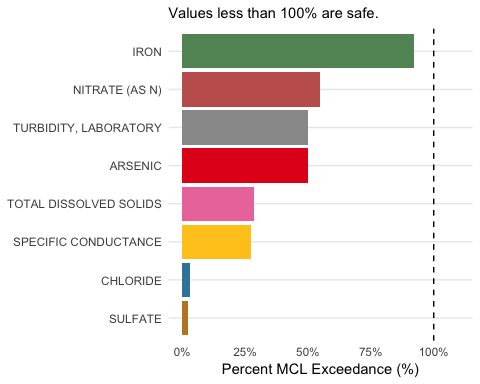 Values less than 100% are safe.
IRON
NITRATE (AS N)
TURBIDITY, LABORATORY
ARSENIC
TOTAL DISSOLVED SOLIDS
SPECIFIC CONDUCTANCE
CHLORIDE
SULFATE
0% 25% 50% 75% 100%
Percent MCL Exceedance (%)